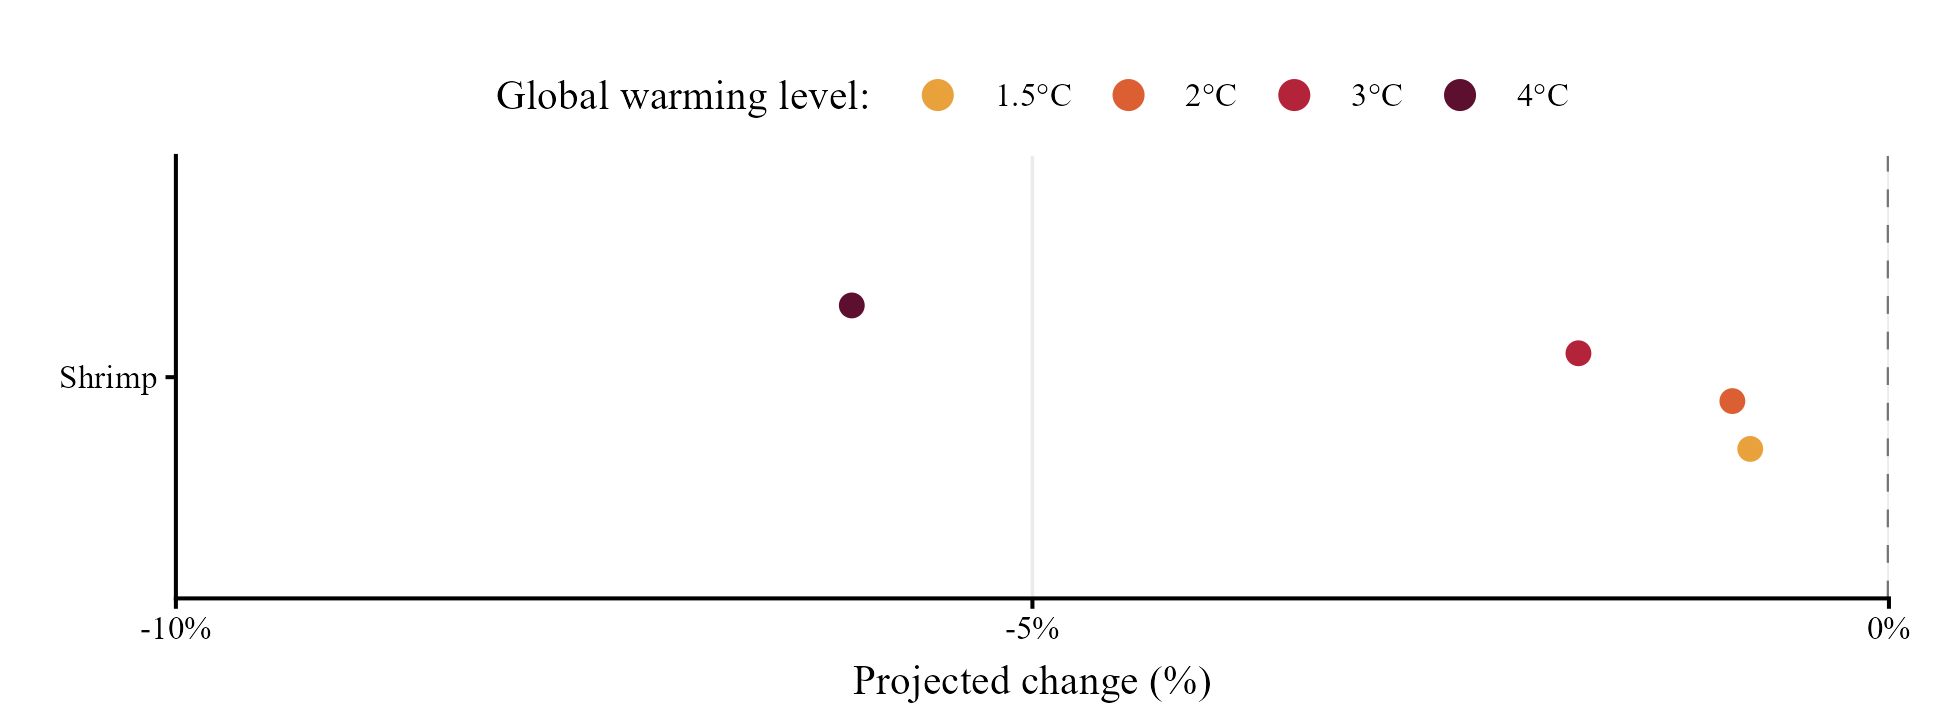 Global warming level: 1.5°C 2°C 3°C 4°C
Shrimp
-10% -5% 0%
Projected change (%)